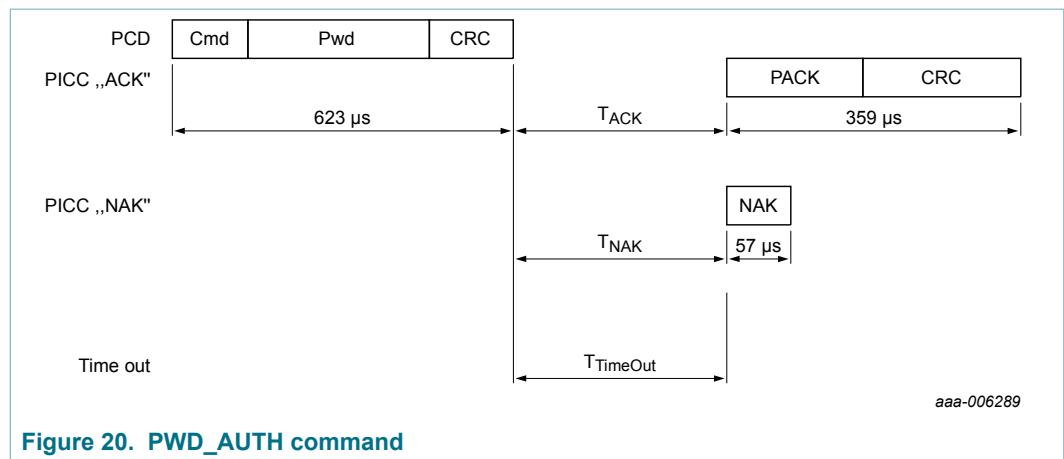 PCD Cmd Pwd CRC
PICC ,,ACK" PACK CRC
623 µs TACK 359 µs
PICC ,,NAK" NAK
TNAK 57 µs
Time out TTimeOut
aaa-006289
Figure 20. PWD_AUTH command